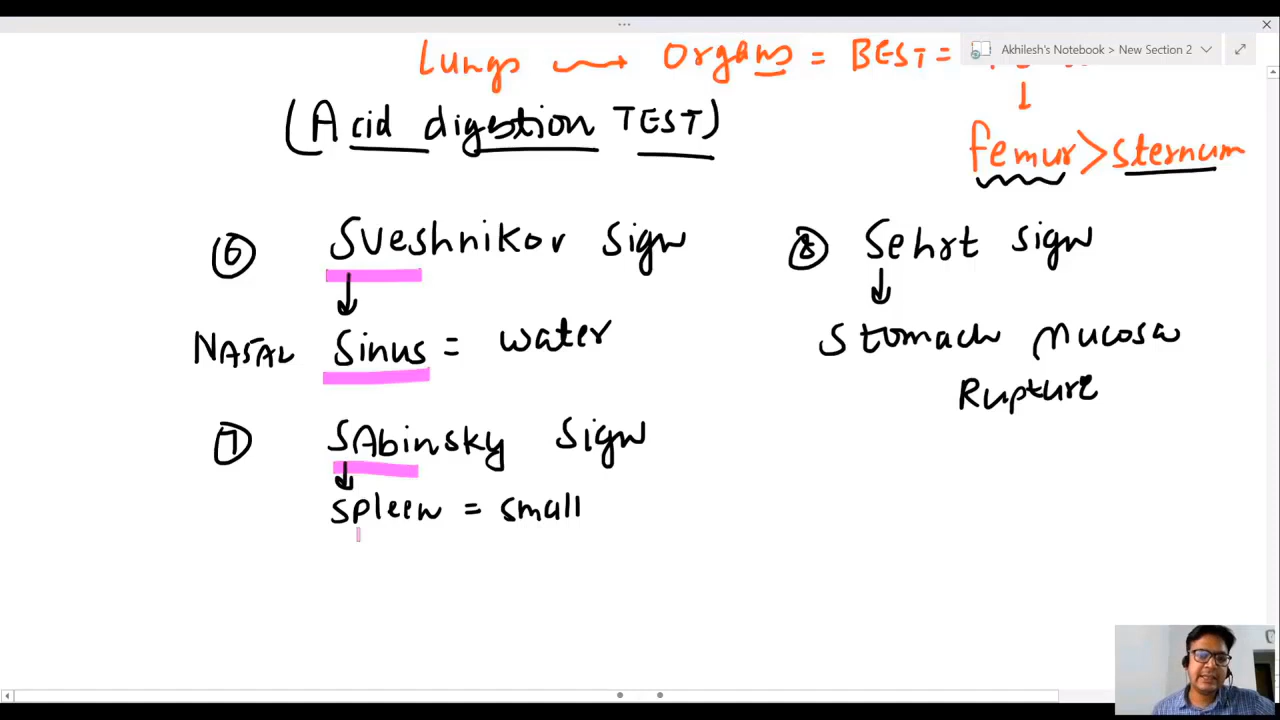 Akhilesh's Notebook > New Section 2
Lungs → Organs = BEST =
↓
(Acid digestion TEST)
femur > sternum
⑥ Sveshnikov sign
↓
NASAL Sinus = water
⑦ SAbinsky sign
↓
spleen = small
⑧ Sehrt sign
↓
Stomach Mucosa
Rupture